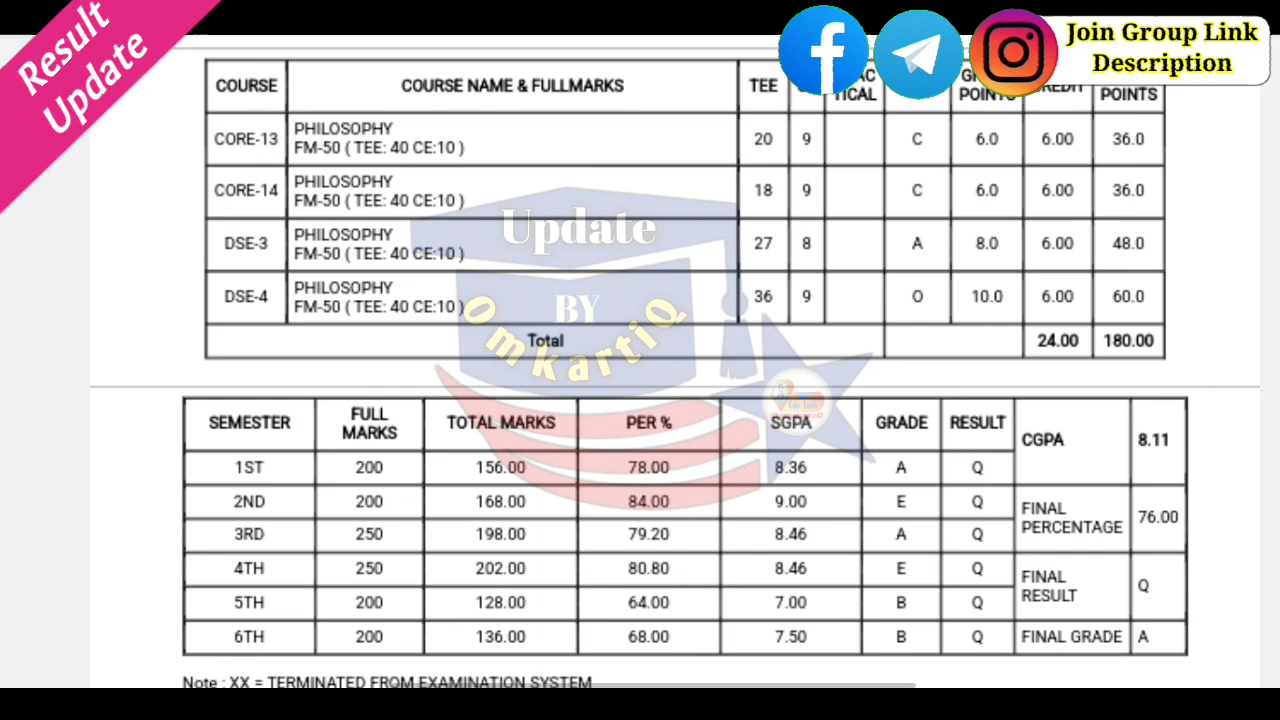 Result
Update
Join Group Link
Description
COURSE COURSE NAME & FULLMARKS TEE TICAL POINTS CREDIT POINTS
CORE-13 PHILOSOPHY
FM-50 ( TEE: 40 CE:10 ) 20 9 C 6.0 6.00 36.0
CORE-14 PHILOSOPHY
FM-50 ( TEE: 40 CE:10 ) 18 9 C 6.0 6.00 36.0
DSE-3 PHILOSOPHY
FM-50 ( TEE: 40 CE:10 ) 27 8 A 8.0 6.00 48.0
DSE-4 PHILOSOPHY
FM-50 ( TEE: 40 CE:10 ) 36 9 O 10.0 6.00 60.0
Total 24.00 180.00
Update
BY
OmkartiQ
SEMESTER FULL MARKS TOTAL MARKS PER % SGPA GRADE RESULT CGPA 8.11
1ST 200 156.00 78.00 8.36 A Q
2ND 200 168.00 84.00 9.00 E Q FINAL PERCENTAGE 76.00
3RD 250 198.00 79.20 8.46 A Q
4TH 250 202.00 80.80 8.46 E Q FINAL RESULT Q
5TH 200 128.00 64.00 7.00 B Q
6TH 200 136.00 68.00 7.50 B Q FINAL GRADE A
Note : XX = TERMINATED FROM EXAMINATION SYSTEM